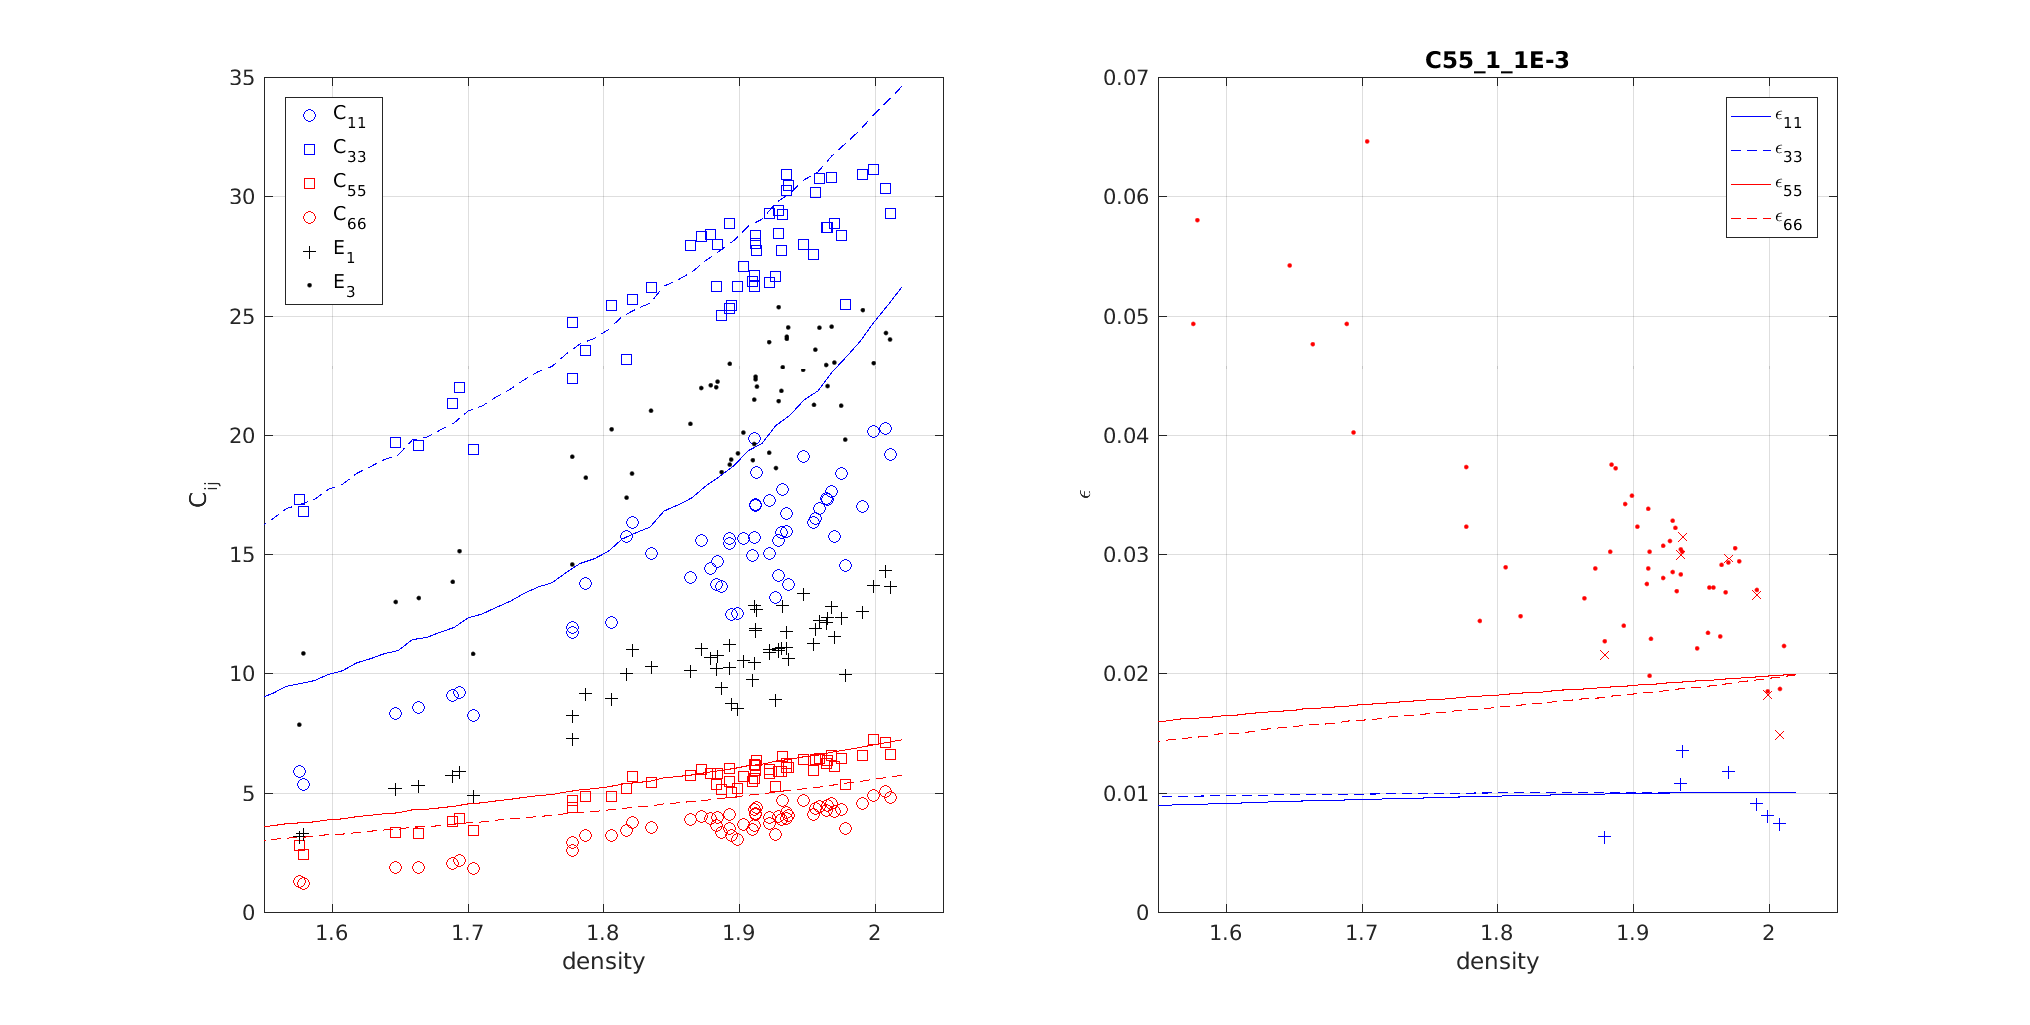 35
30
25
20
15
10
5
0
C_ij
1.6 1.7 1.8 1.9 2
density
C_11
C_33
C_55
C_66
E_1
E_3
C55_1_1E-3
0.07
0.06
0.05
0.04
0.03
0.02
0.01
0
ϵ
1.6 1.7 1.8 1.9 2
density
ϵ_11
ϵ_33
ϵ_55
ϵ_66